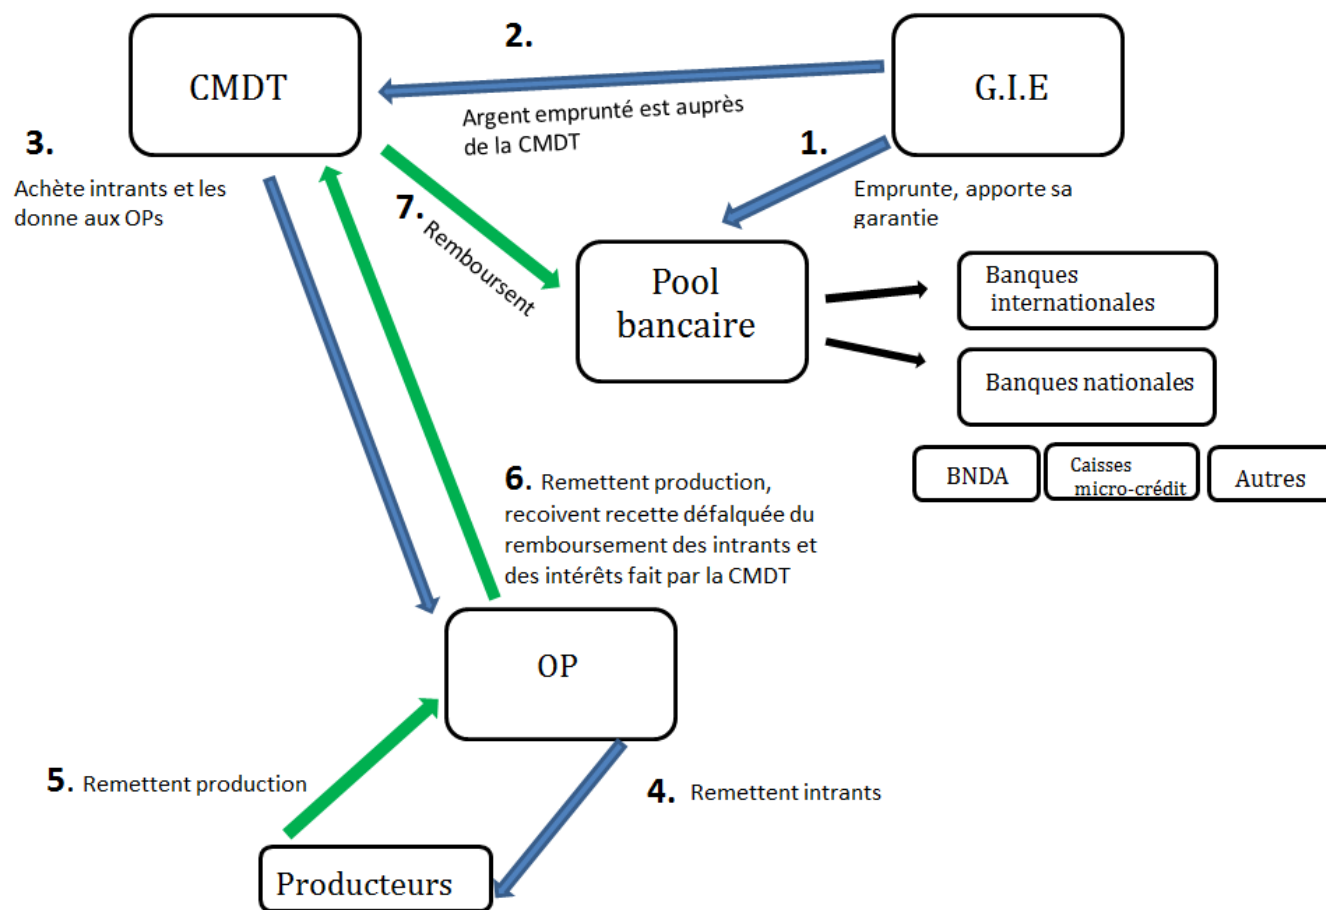 CMDT
2.
G.I.E
Argent emprunté est auprès
de la CMDT
1.
Emprunte, apporte sa
garantie
3.
Achète intrants et les
donne aux OPs
7.
Remboursent
Pool
bancaire
Banques
internationales
Banques nationales
BNDA
Caisses
micro-crédit
Autres
6. Remettent production,
recoivent recette défalquée du
remboursement des intrants et
des intérêts fait par la CMDT
OP
5. Remettent production
4. Remettent intrants
Producteurs